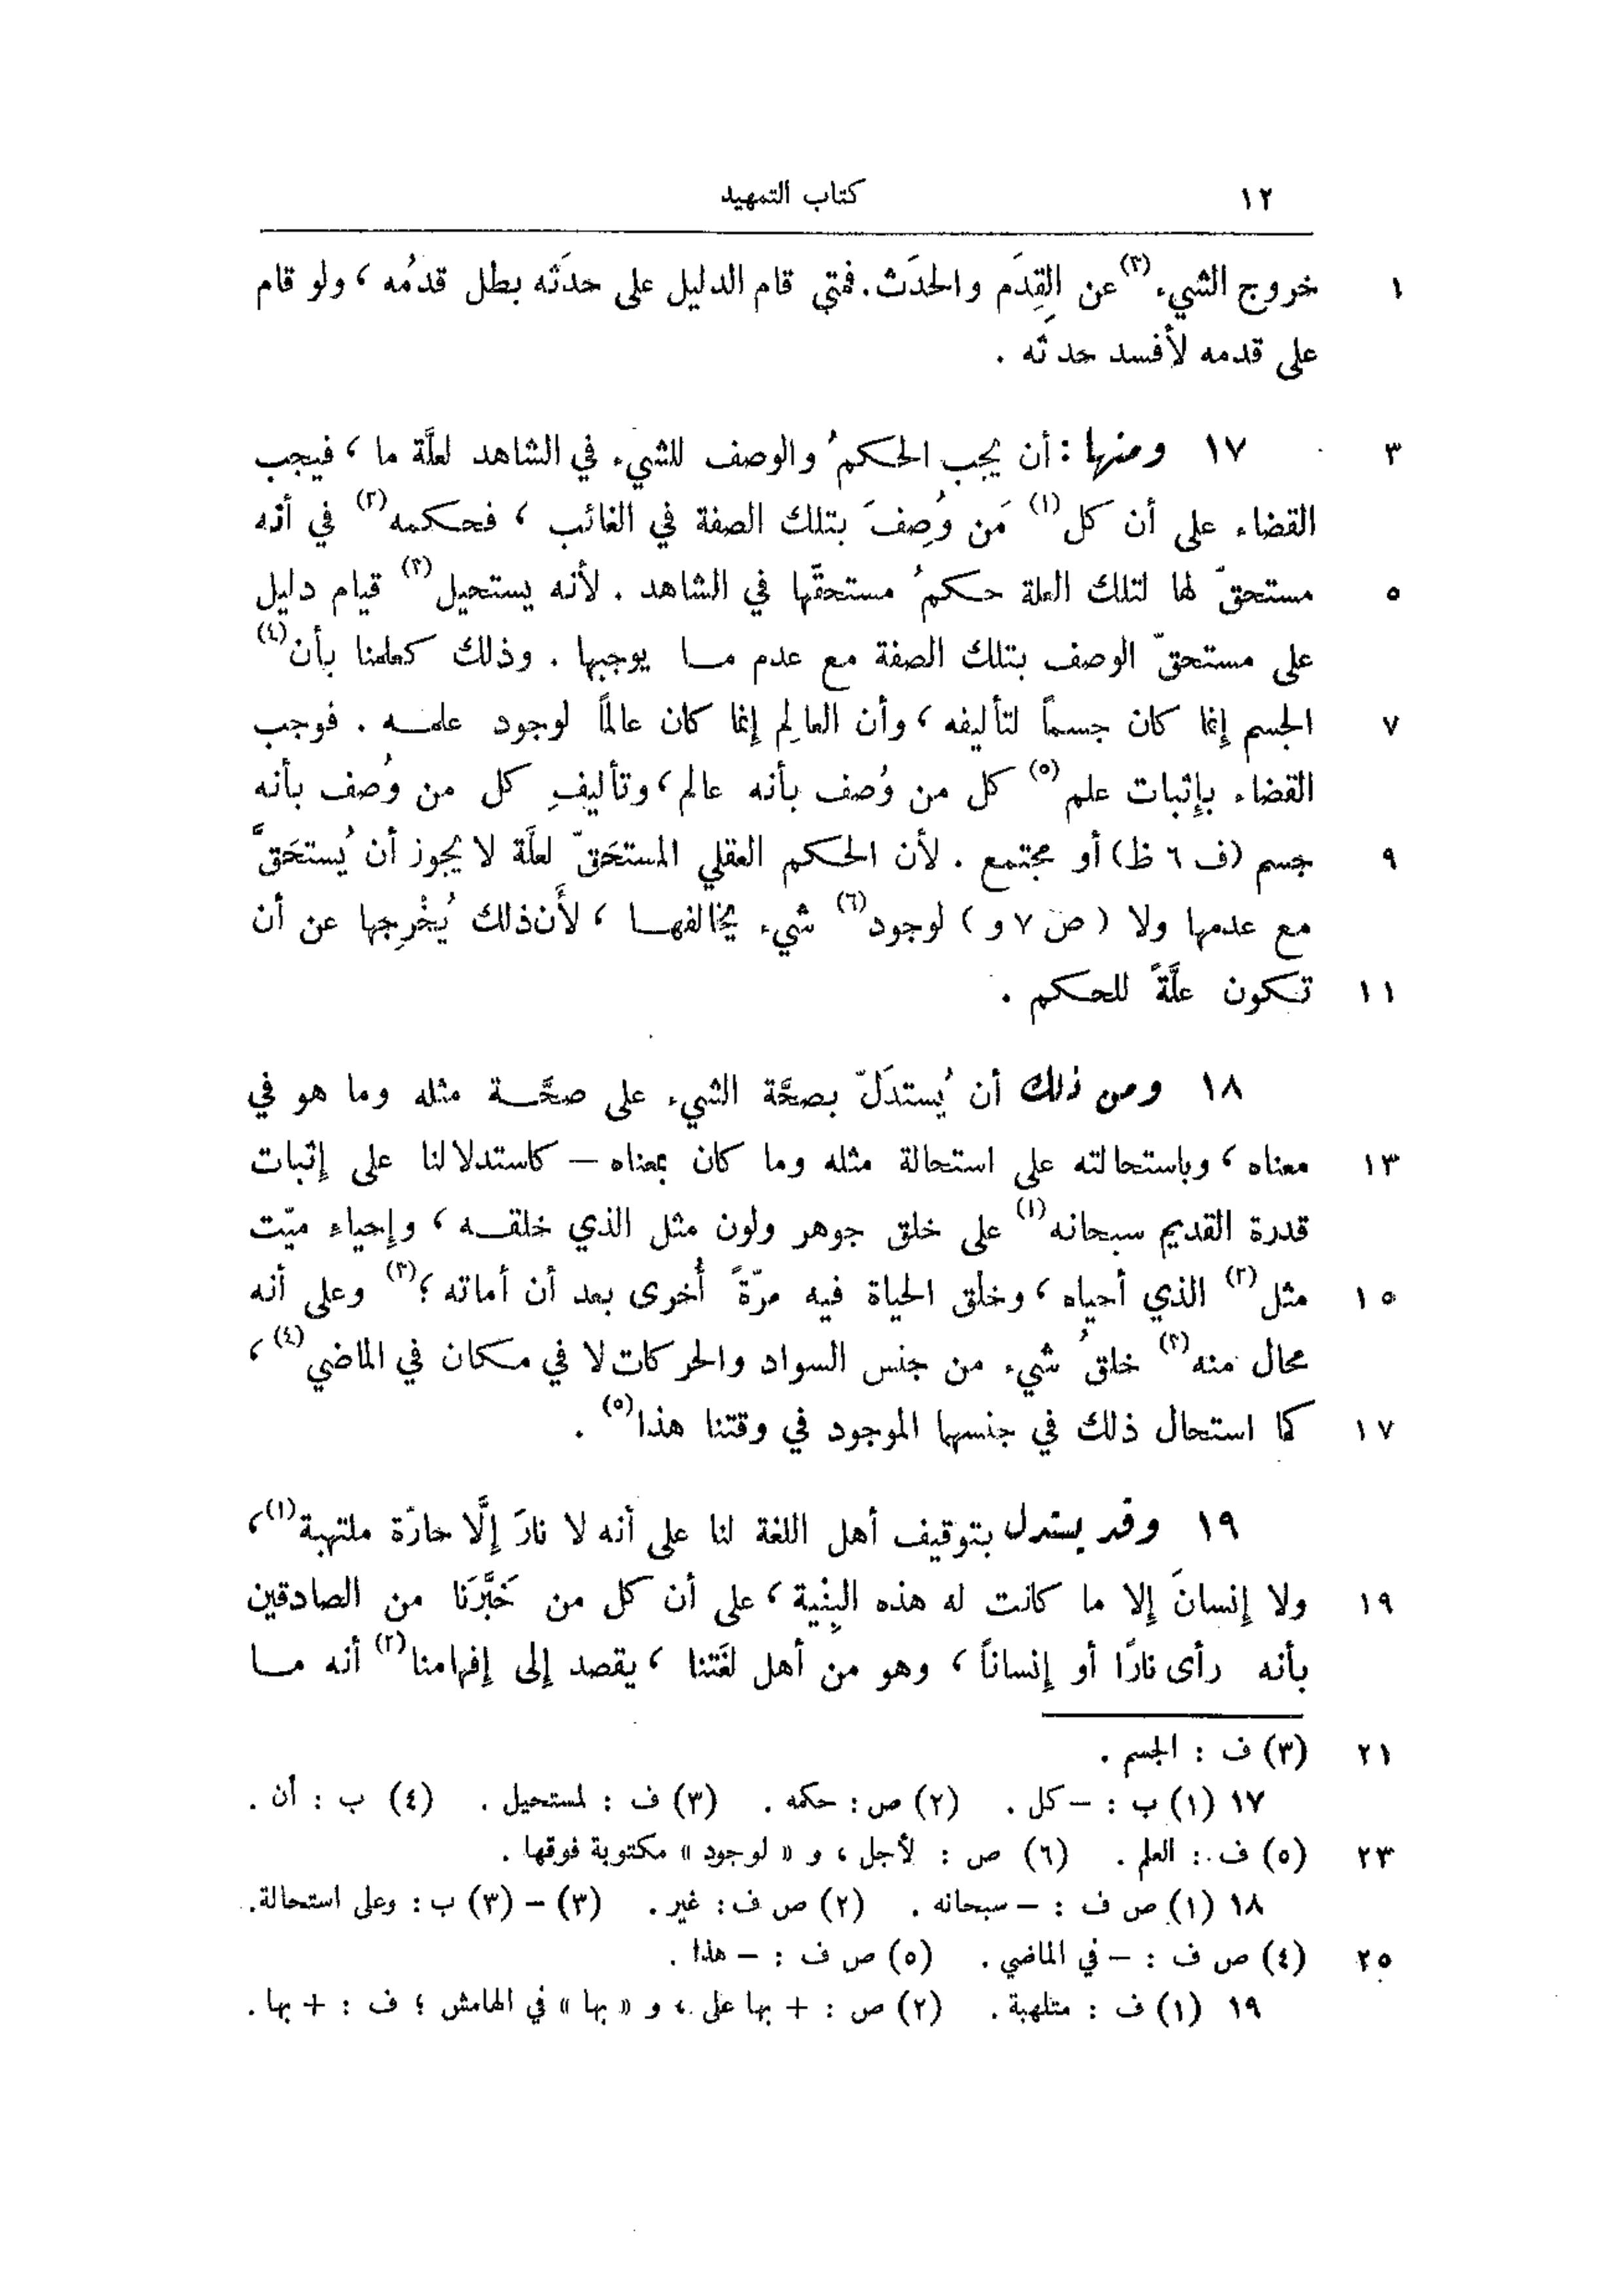 ١٢ كتاب التمهيد
١ خروج الشيء(٣) عن القِدَم والحدَث. فمتى قام الدليل على حدَثه بطل قدمُه ، ولو قام
على قدمه لأفسد حدثَه .
٣ ١٧ ومنها : أن يجب الحكمُ والوصف للشيء في الشاهد لعلَّة ما ، فيجب
القضاء على أن كل(١) مَن وُصِفَ بتلك الصفة في الغائب ، فحكمه(٢) في أنه
٥ مستحقّ لها لتلك العلة حكمُ مستحقَّها في الشاهد . لأنه يستحيل(٣) قيام دليل
على مستحقّ الوصف بتلك الصفة مع عدم مـا يوجبها . وذلك كعلمنا بأن(٤)
٧ الجسم إنما كان جسماً لتأليفه ، وأن العالِم إنما كان عالماً لوجود علمـه . فوجب
القضاء بإثبات علم(٥) كل من وُصف بأنه عالم ، وتأليفِ كل من وُصف بأنه
٩ جسم (ف ٦ ظ) أو مجتمع . لأن الحكم العقلي المستحَقّ لعلَّة لا يجوز أن يُستحَقَّ
مع عدمها ولا ( ص ٧ و ) لوجود(٦) شيء يخالفهـا ، لأَن ذلك يُخْرِجها عن أن
١١ تكون علَّةً للحكم .
١٨ ومن ذلك أن يُستدَلّ بصحَّة الشيء على صحَّـة مثله وما هو في
١٣ معناه ، وباستحالته على استحالة مثله وما كان بمعناه – كاستدلالنا على إثبات
قدرة القديم سبحانه(١) على خلق جوهر ولون مثل الذي خلقـه ، وإحياء ميّت
١٥ مثل(٢) الذي أحياه ، وخلق الحياة فيه مرّةً أُخرى بعد أن أماته ؛(٣) وعلى أنه
محال منه(٣) خلقُ شيء من جنس السواد والحركات لا في مكان في الماضي(٤) ،
١٧ كما استحال ذلك في جنسها الموجود في وقتنا هذا(٥) .
١٩ وقد يستدل بتوقيف أهل اللغة لنا على أنه لا نارَ إلَّا حارّة ملتهبة(١) ،
١٩ ولا إنسانَ إلا ما كانت له هذه البِنْية ، على أن كل من خَبَّرَنا من الصادقين
بأنه رأى نارًا أو إنساناً ، وهو من أهل لغَتنا ، يقصد إلى إفهامنا(٢) أنه مـا
٢١ (٣) ف : الجسم .
١٧ (١) ب : – كل . (٢) ص : حكمه . (٣) ف : لمستحيل . (٤) ب : أن .
٢٣ (٥) ف : العلم . (٦) ص : لأجل ، و « لوجود » مكتوبة فوقها .
١٨ (١) ص ف : – سبحانه . (٢) ص ف : غير . (٣) – (٣) ب : وعلى استحالة .
٢٥ (٤) ص ف : – في الماضي . (٥) ص ف : – هذا .
١٩ (١) ف : متلهبة . (٢) ص : + بها على ، و « بها » في الهامش ؛ ف : + بها .